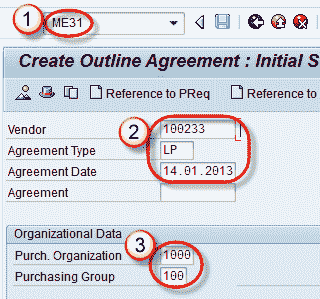 1 ME31
Create Outline Agreement : Initial S
Reference to PReq Reference to
2
Vendor 100233
Agreement Type LP
Agreement Date 14.01.2013
Agreement
Organizational Data
3
Purch. Organization 1000
Purchasing Group 100